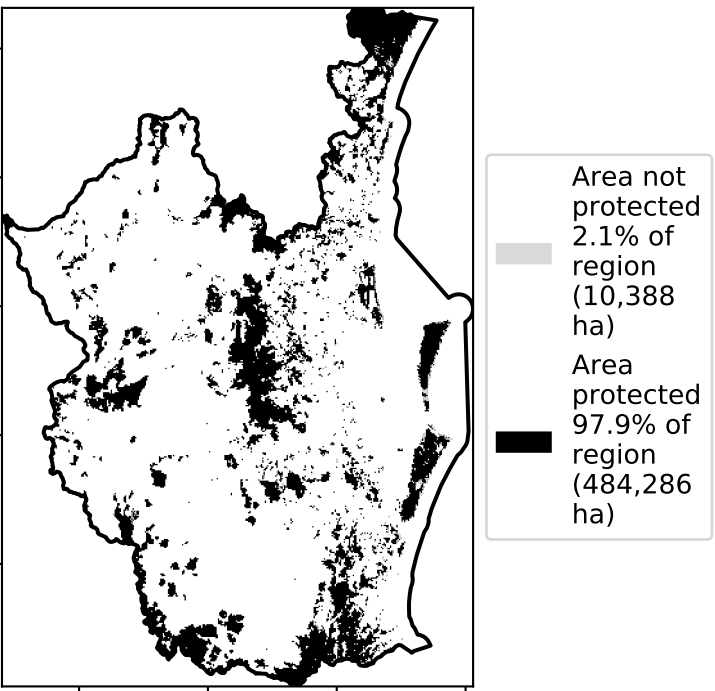 Area not
protected
2.1% of
region
(10,388
ha)
Area
protected
97.9% of
region
(484,286
ha)